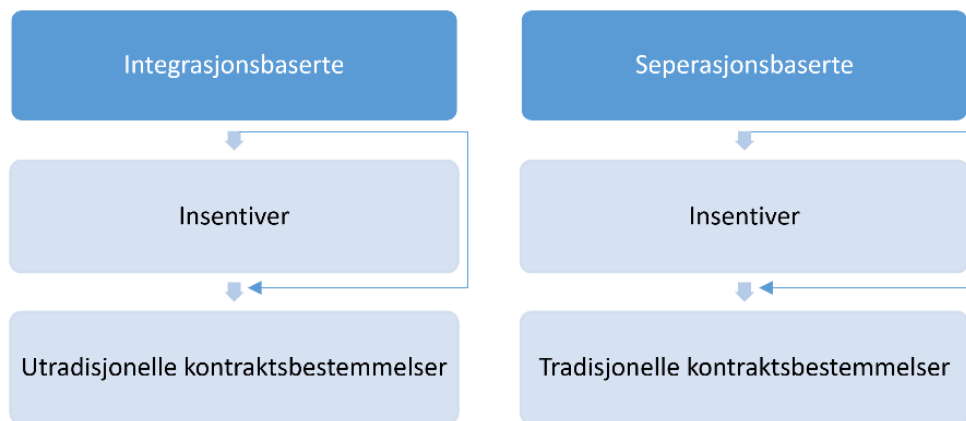 Integrasjonsbaserte
Insentiver
Utradisjonelle kontraktsbestemmelser
Seperasjonsbaserte
Insentiver
Tradisjonelle kontraktsbestemmelser